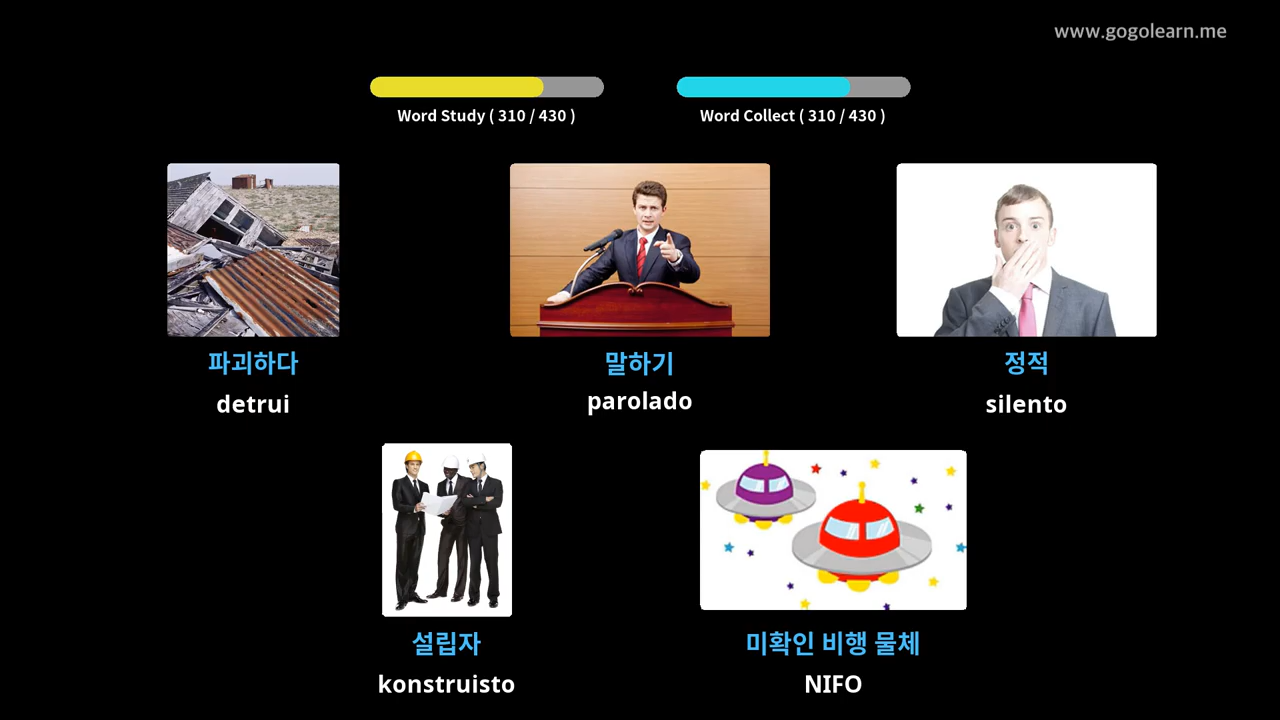 www.gogolearn.me
Word Study ( 310 / 430 )
Word Collect ( 310 / 430 )
파괴하다
detrui
말하기
parolado
정적
silento
설립자
konstruisto
미확인 비행 물체
NIFO